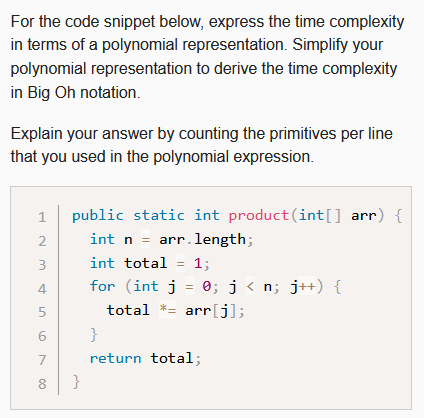 For the code snippet below, express the time complexity
in terms of a polynomial representation. Simplify your
polynomial representation to derive the time complexity
in Big Oh notation.
Explain your answer by counting the primitives per line
that you used in the polynomial expression.
1 public static int product(int[] arr) {
2   int n = arr.length;
3   int total = 1;
4   for (int j = 0; j < n; j++) {
5     total *= arr[j];
6   }
7   return total;
8 }